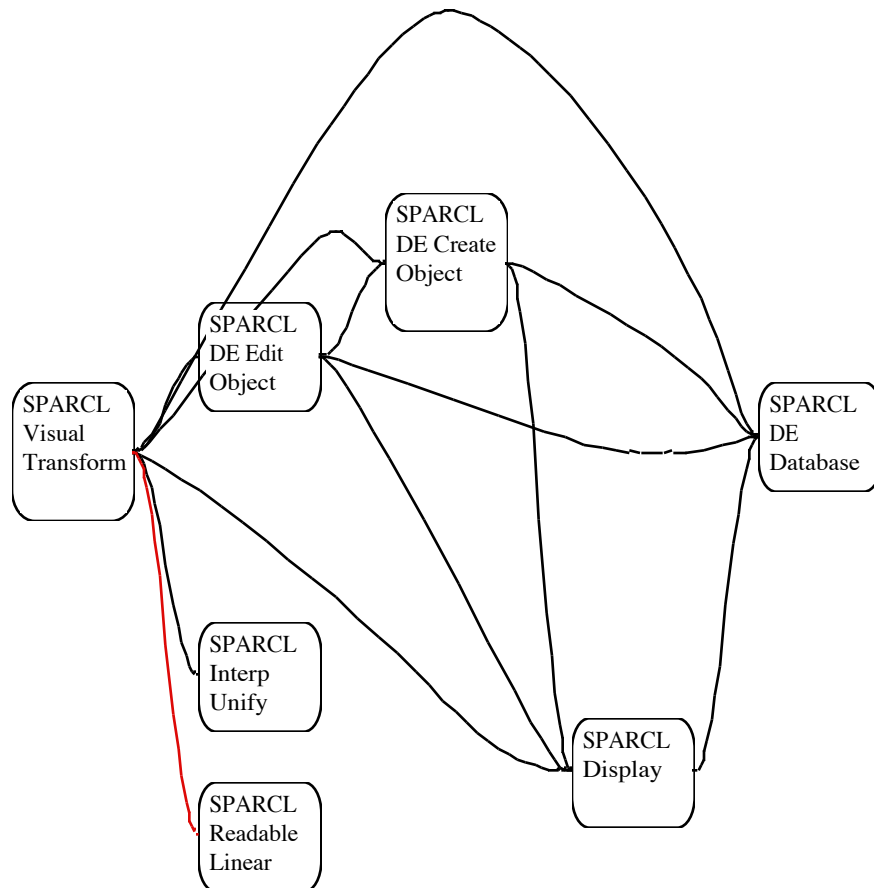 SPARCL
DE Create
Object
SPARCL
DE Edit
Object
SPARCL
Visual
Transform
SPARCL
DE
Database
SPARCL
Interp
Unify
SPARCL
Display
SPARCL
Readable
Linear